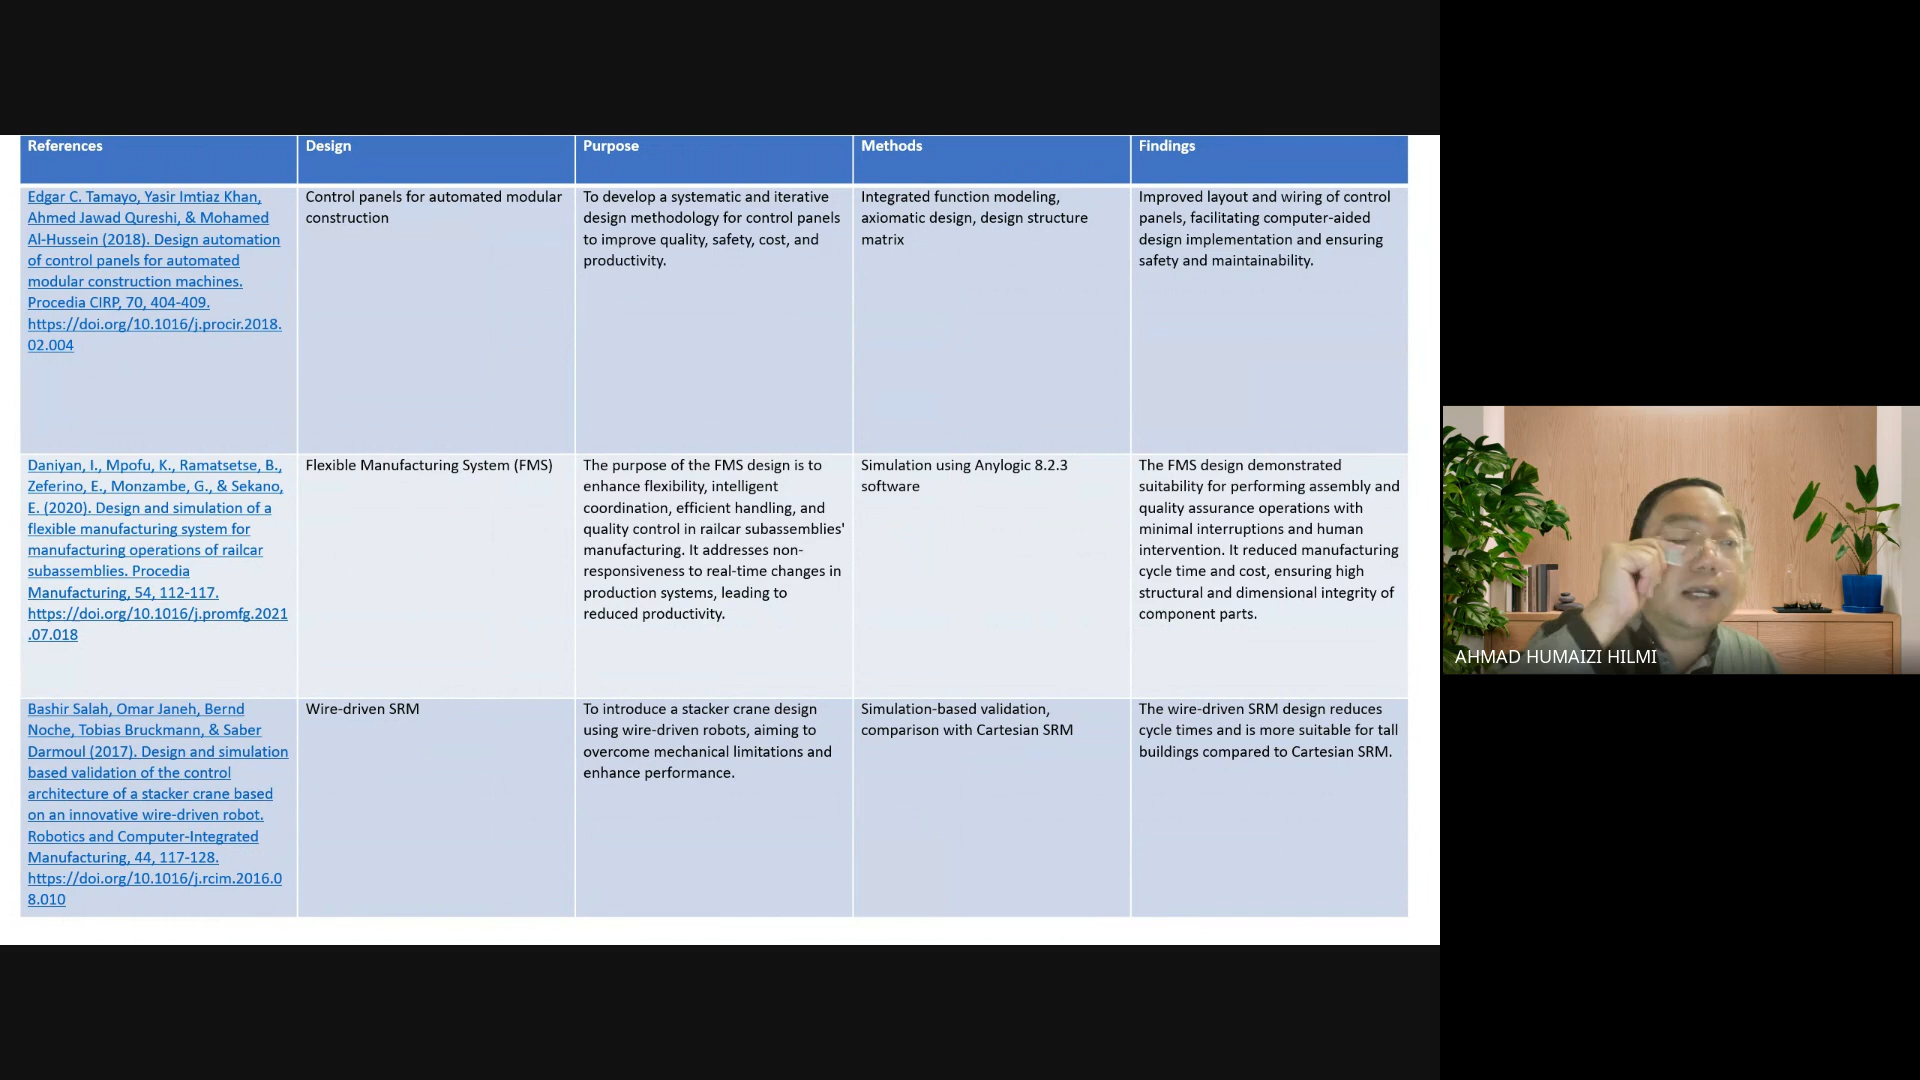 References
Design
Purpose
Methods
Findings
Edgar C. Tamayo, Yasir Imtiaz Khan,
Ahmed Jawad Qureshi, & Mohamed
Al-Hussein (2018). Design automation
of control panels for automated
modular construction machines.
Procedia CIRP, 70, 404-409.
https://doi.org/10.1016/j.procir.2018.
02.004
Control panels for automated modular
construction
To develop a systematic and iterative
design methodology for control panels
to improve quality, safety, cost, and
productivity.
Integrated function modeling,
axiomatic design, design structure
matrix
Improved layout and wiring of control
panels, facilitating computer-aided
design implementation and ensuring
safety and maintainability.
Daniyan, I., Mpofu, K., Ramatsetse, B.,
Zeferino, E., Monzambe, G., & Sekano,
E. (2020). Design and simulation of a
flexible manufacturing system for
manufacturing operations of railcar
subassemblies. Procedia
Manufacturing, 54, 112-117.
https://doi.org/10.1016/j.promfg.2021
.07.018
Flexible Manufacturing System (FMS)
The purpose of the FMS design is to
enhance flexibility, intelligent
coordination, efficient handling, and
quality control in railcar subassemblies'
manufacturing. It addresses non-
responsiveness to real-time changes in
production systems, leading to
reduced productivity.
Simulation using Anylogic 8.2.3
software
The FMS design demonstrated
suitability for performing assembly and
quality assurance operations with
minimal interruptions and human
intervention. It reduced manufacturing
cycle time and cost, ensuring high
structural and dimensional integrity of
component parts.
Bashir Salah, Omar Janeh, Bernd
Noche, Tobias Bruckmann, & Saber
Darmoul (2017). Design and simulation
based validation of the control
architecture of a stacker crane based
on an innovative wire-driven robot.
Robotics and Computer-Integrated
Manufacturing, 44, 117-128.
https://doi.org/10.1016/j.rcim.2016.0
8.010
Wire-driven SRM
To introduce a stacker crane design
using wire-driven robots, aiming to
overcome mechanical limitations and
enhance performance.
Simulation-based validation,
comparison with Cartesian SRM
The wire-driven SRM design reduces
cycle times and is more suitable for tall
buildings compared to Cartesian SRM.
AHMAD HUMAIZI HILMI